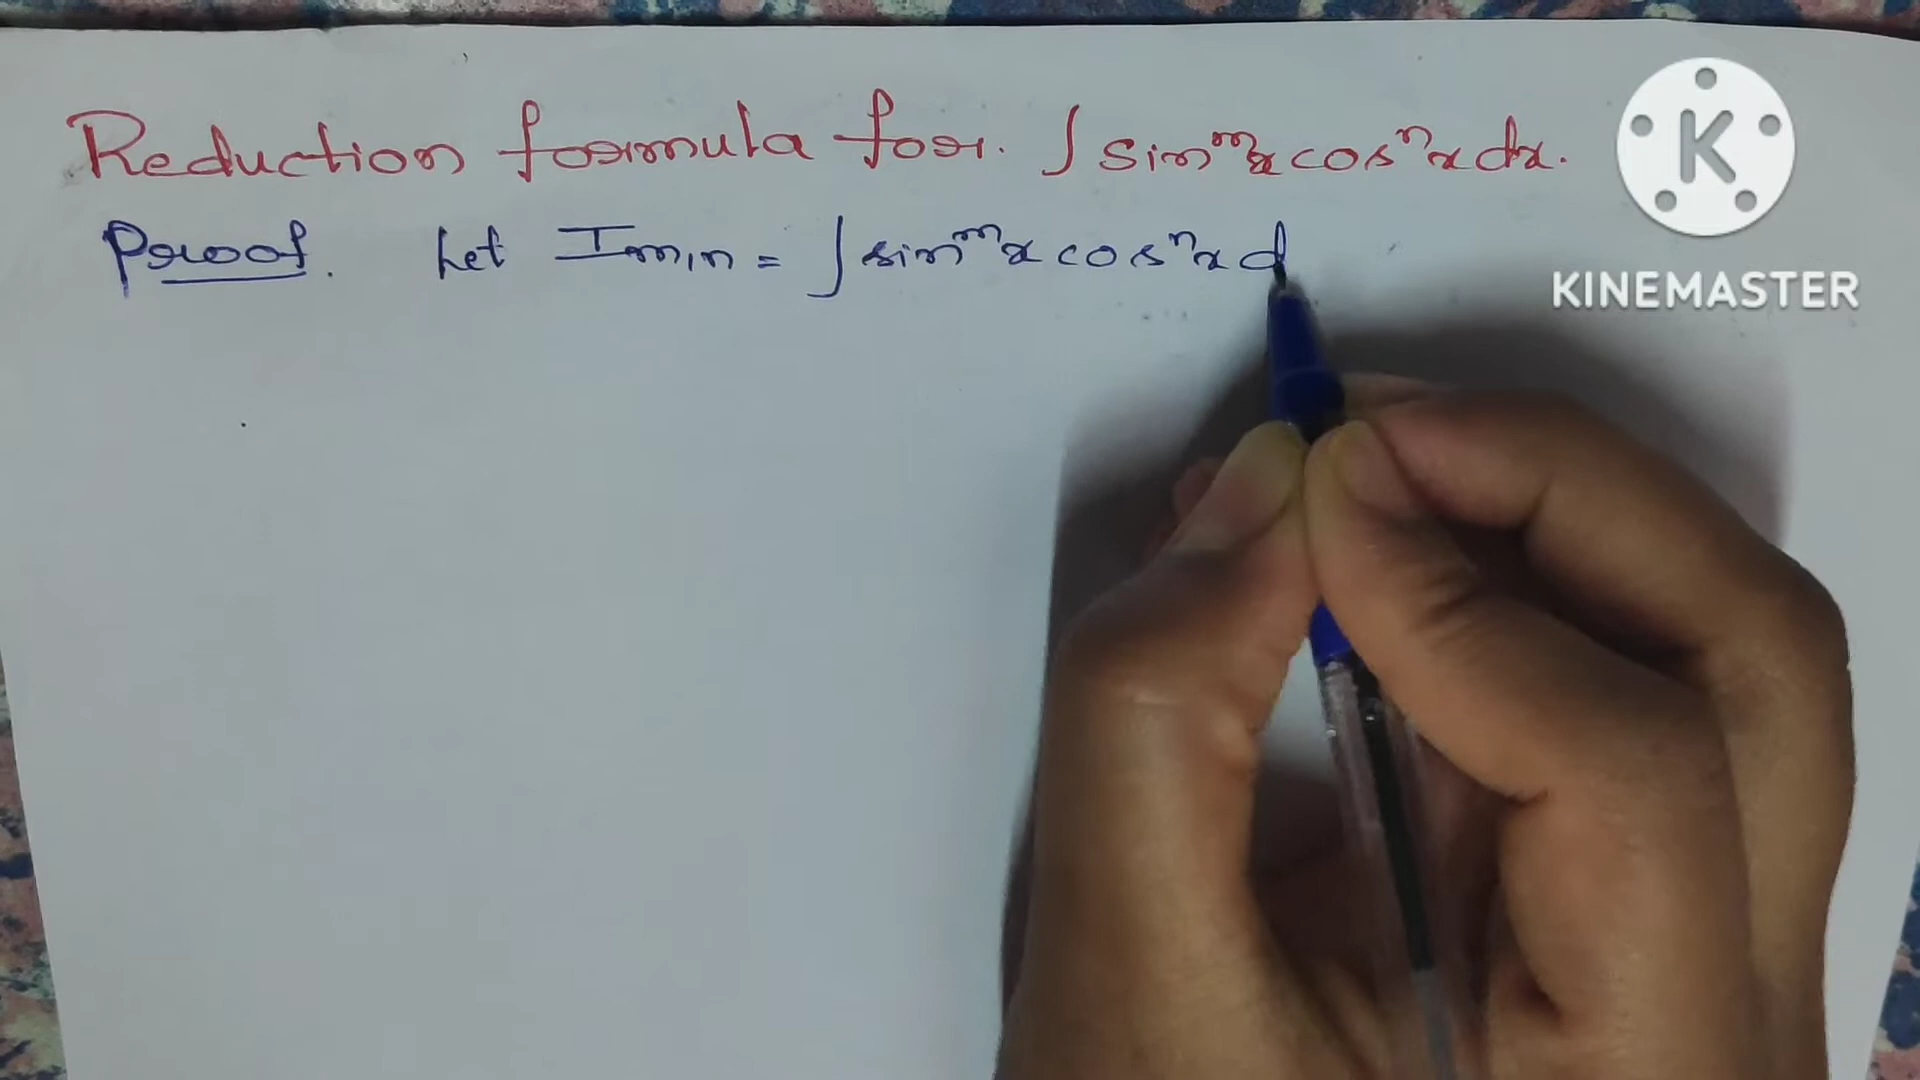 Reduction formula for. ∫ sinᵐx cosⁿx dx.
K
KINEMASTER
Proof. Let Im,n = ∫ sinᵐx cosⁿx d